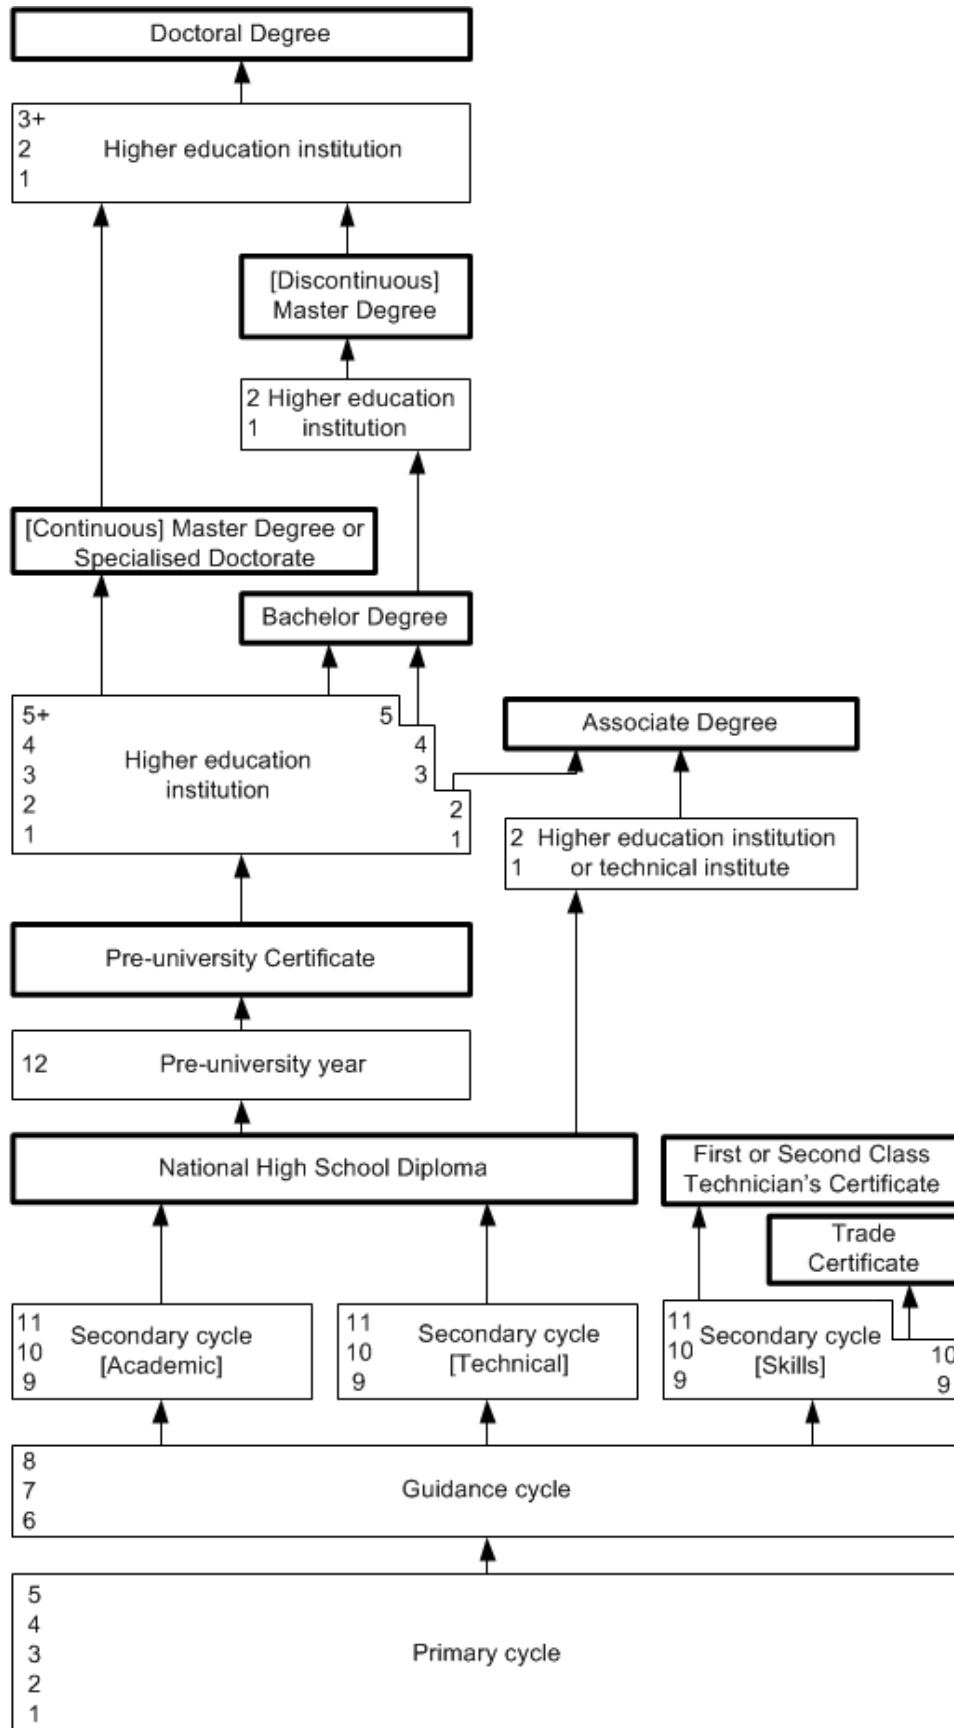 Doctoral Degree
3+
2
1
Higher education institution
[Discontinuous]
Master Degree
2 Higher education
1 institution
[Continuous] Master Degree or
Specialised Doctorate
Bachelor Degree
5+
4
3
2
1
Higher education
institution
5
4
3
2
1
Associate Degree
2 Higher education institution
1 or technical institute
Pre-university Certificate
12 Pre-university year
National High School Diploma
First or Second Class
Technician's Certificate
Trade
Certificate
11
10
9
Secondary cycle
[Academic]
11
10
9
Secondary cycle
[Technical]
11
10
9
Secondary cycle
[Skills]
10
9
8
7
6
Guidance cycle
5
4
3
2
1
Primary cycle